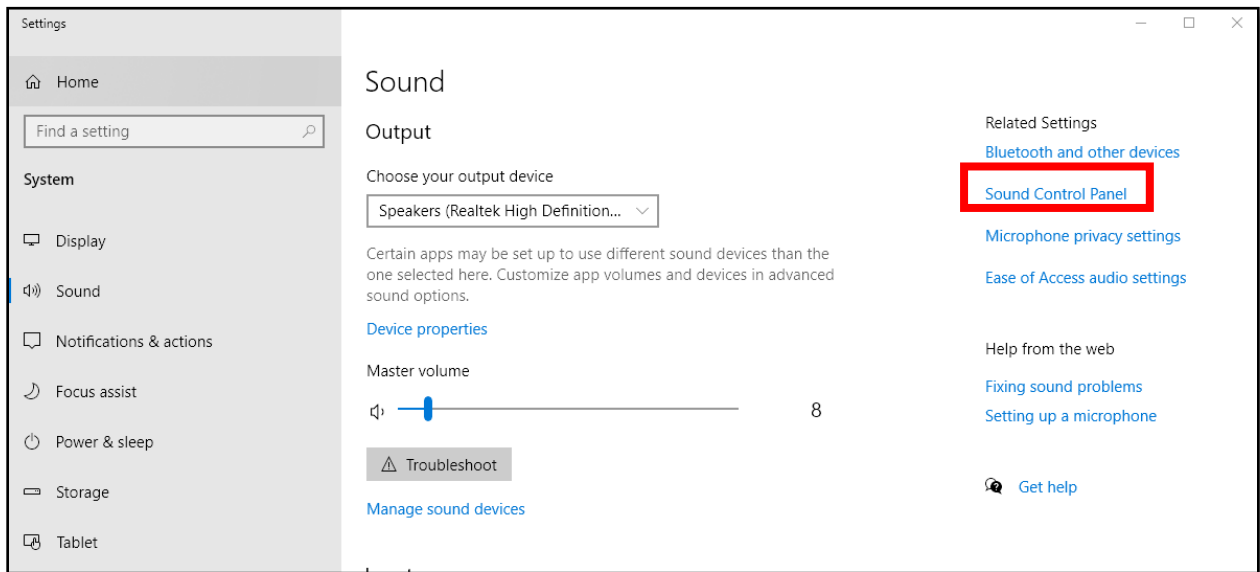 Settings
Home
Find a setting
System
Display
Sound
Notifications & actions
Focus assist
Power & sleep
Storage
Tablet
Sound
Output
Choose your output device
Speakers (Realtek High Definition...
Certain apps may be set up to use different sound devices than the
one selected here. Customize app volumes and devices in advanced
sound options.
Device properties
Master volume
8
Troubleshoot
Manage sound devices
Related Settings
Bluetooth and other devices
Sound Control Panel
Microphone privacy settings
Ease of Access audio settings
Help from the web
Fixing sound problems
Setting up a microphone
Get help